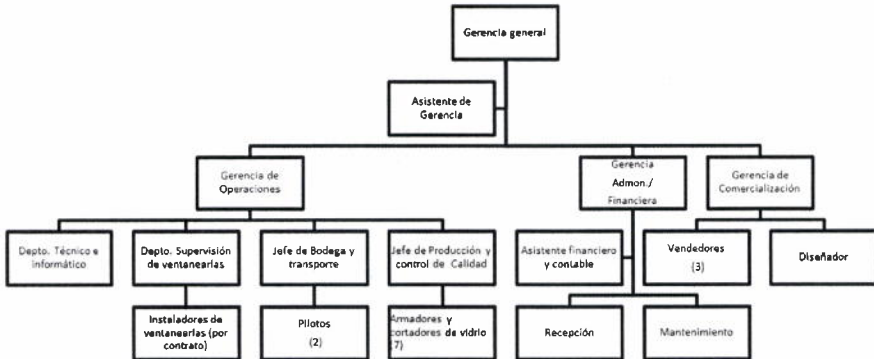 Gerencia general
Asistente de
Gerencia
Gerencia de
Operaciones
Gerencia
Admon./
Financiera
Gerencia de
Comercialización
Depto. Técnico e
informático
Depto. Supervisión
de ventanearías
Jefe de Bodega y
transporte
Jefe de Producción y
control de Calidad
Asistente financiero
y contable
Vendedores
(3)
Diseñador
Instaladores de
ventanearías (por
contrato)
Pilotos
(2)
Armadores y
cortadores de vidrio
(7)
Recepción
Mantenimiento